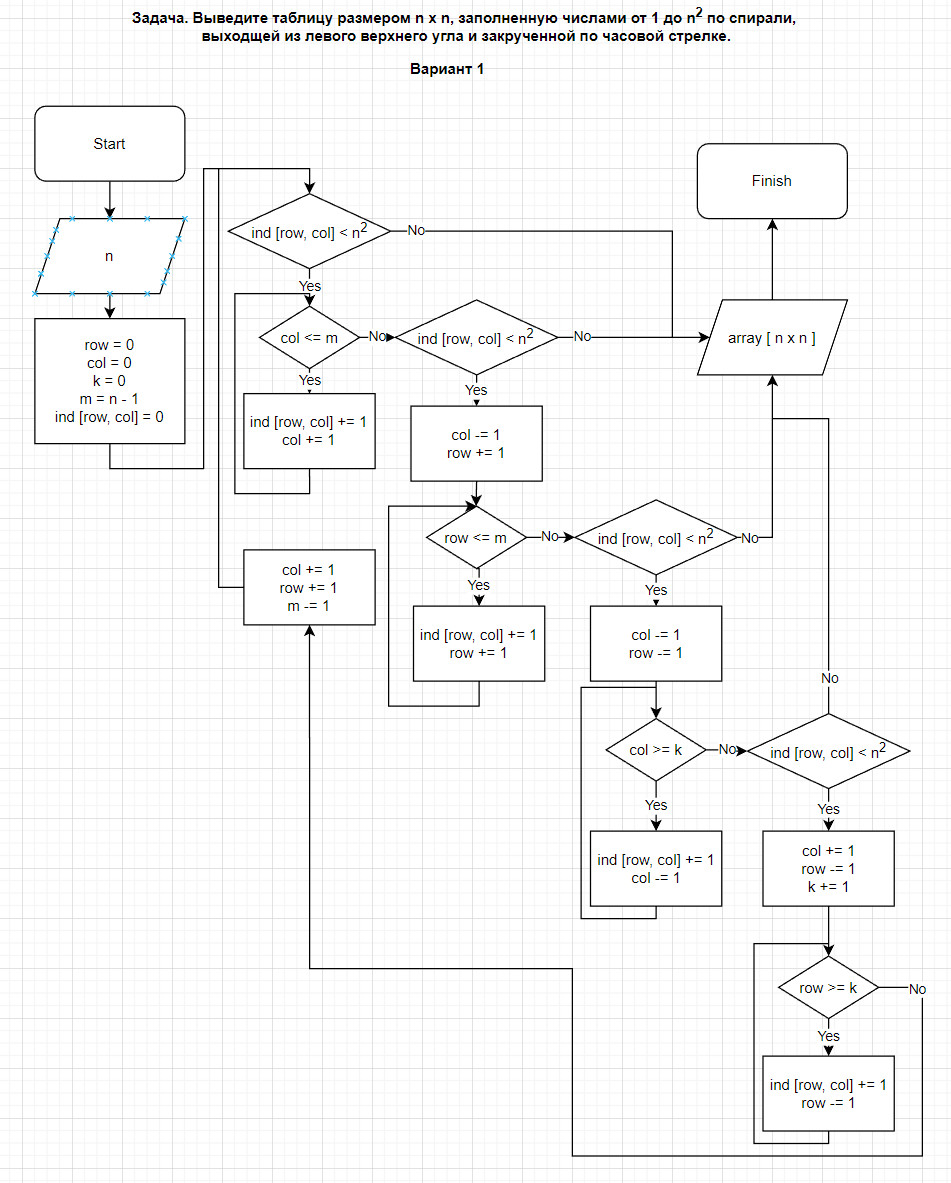 Задача. Выведите таблицу размером n x n, заполненную числами от 1 до n² по спирали,
выходящей из левого верхнего угла и закрученной по часовой стрелке.
Вариант 1
Start
n
row = 0
col = 0
k = 0
m = n - 1
ind [row, col] = 0
ind [row, col] < n²
No
Yes
col <= m
No
Yes
ind [row, col] += 1
col += 1
ind [row, col] < n²
No
Yes
col -= 1
row += 1
row <= m
No
Yes
ind [row, col] += 1
row += 1
ind [row, col] < n²
No
Yes
col -= 1
row -= 1
col >= k
No
Yes
ind [row, col] += 1
col -= 1
ind [row, col] < n²
No
Yes
col += 1
row -= 1
k += 1
row >= k
No
Yes
ind [row, col] += 1
row -= 1
col += 1
row += 1
m -= 1
array [ n x n ]
Finish